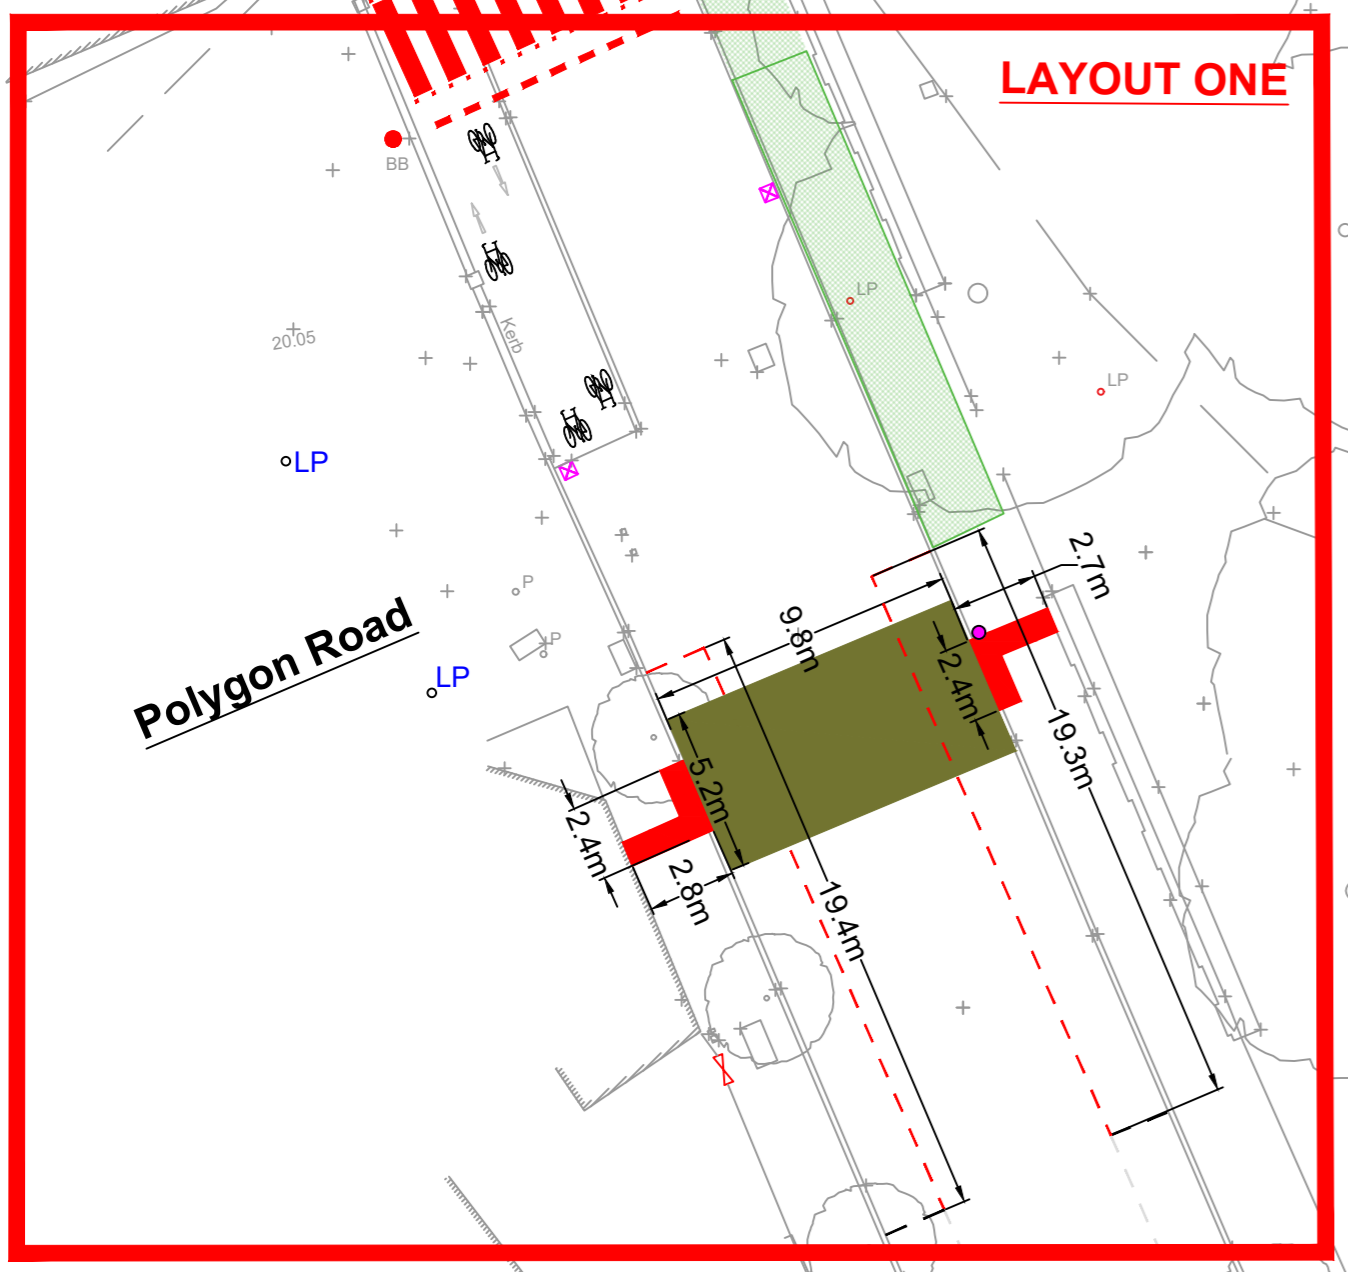 LAYOUT ONE
BB
LP
Kerb
20.05
LP
LP
2.7m
P
9.8m
P
Polygon Road
LP
2.4m
19.3m
5.2m
2.4m
2.8m
19.4m